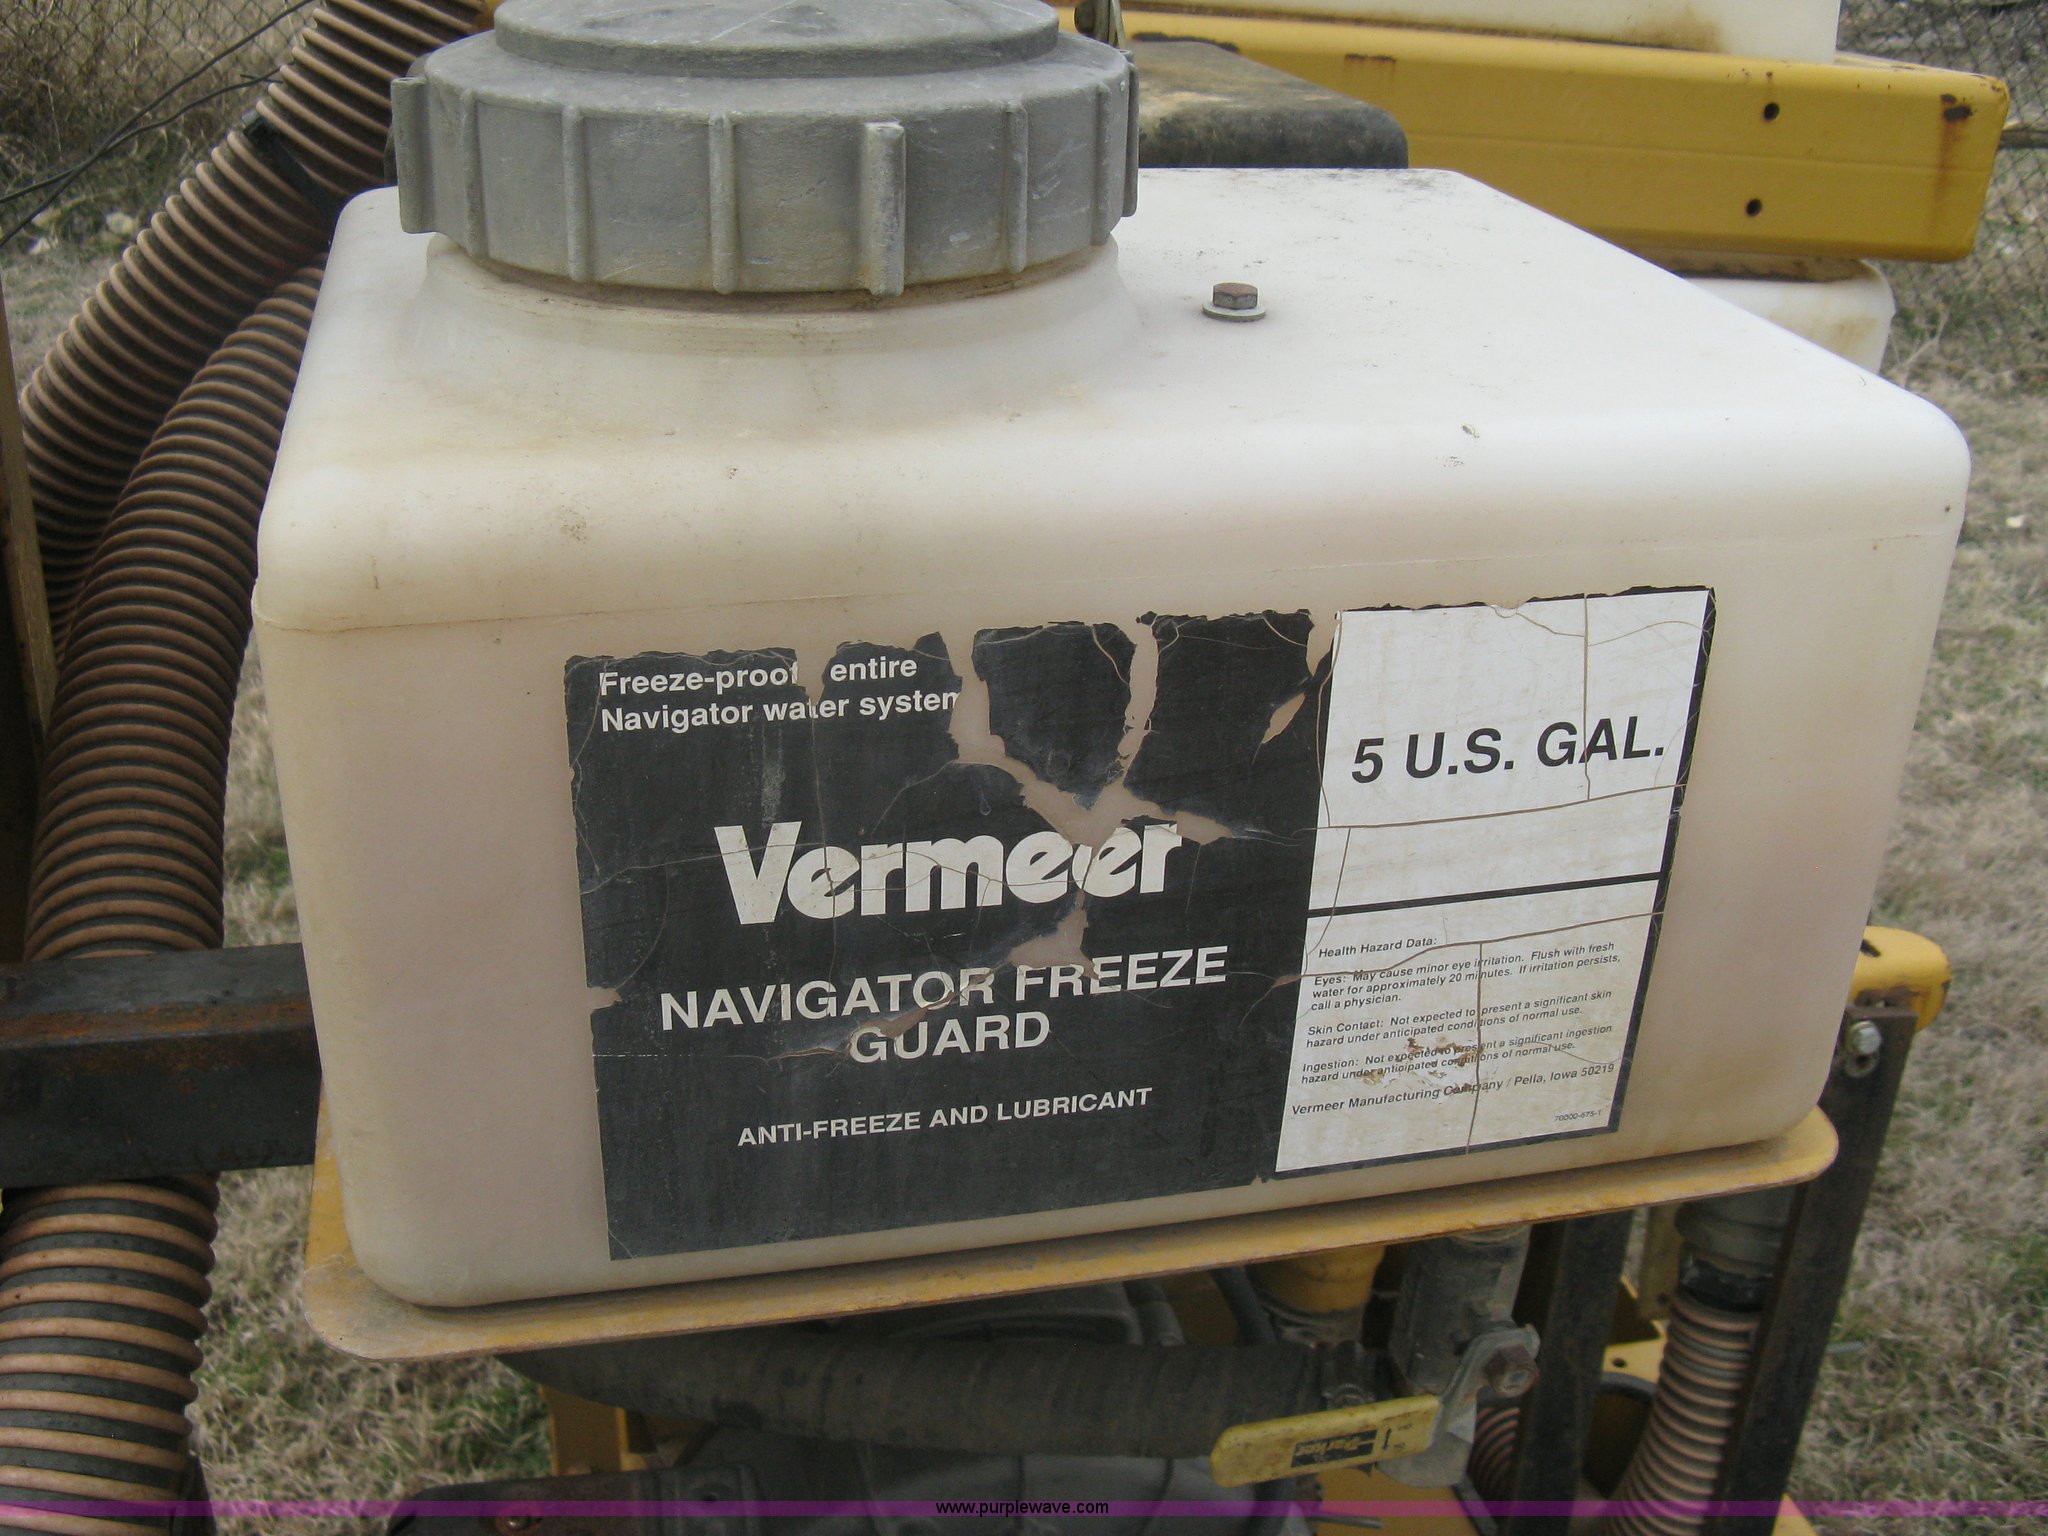 Freeze-proof entire
Navigator water system
Vermeer
NAVIGATOR FREEZE
GUARD
ANTI-FREEZE AND LUBRICANT
5 U.S. GAL.
Health Hazard Data:
Eyes: May cause minor eye irritation. Flush with fresh
water for approximately 20 minutes. If irritation persists,
call a physician.
Skin Contact: Not expected to present a significant skin
hazard under anticipated conditions of normal use.
Ingestion: Not expected to present a significant ingestion
hazard under anticipated conditions of normal use.
Vermeer Manufacturing Company / Pella, Iowa 50219
70000-675-1
Parker
www.purplewave.com